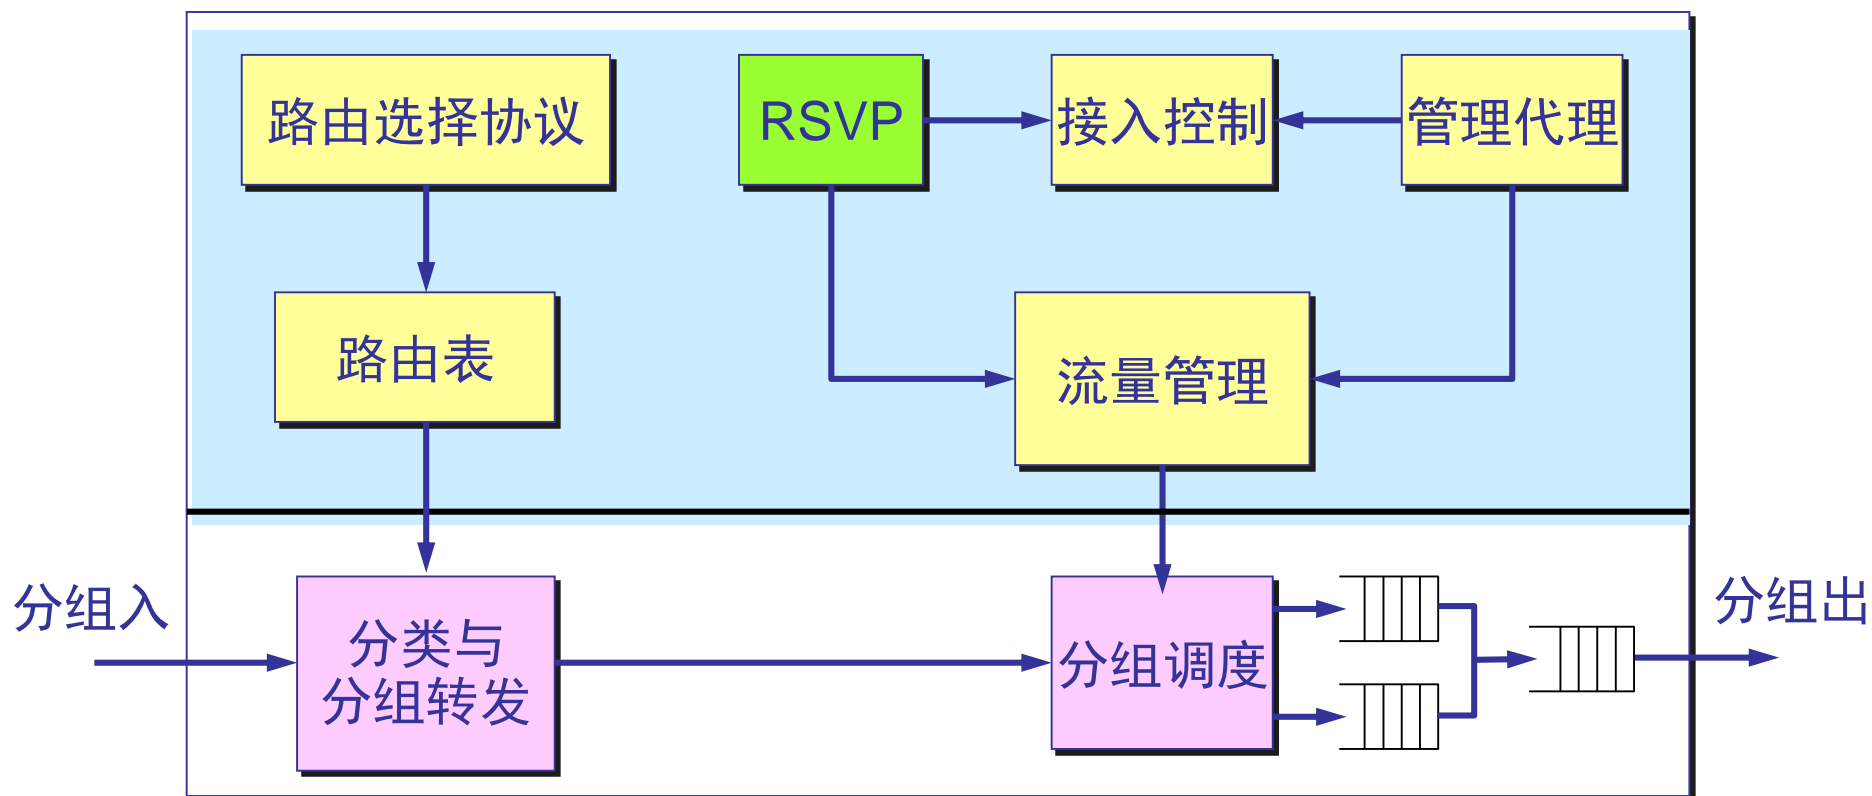 路由选择协议
RSVP
接入控制
管理代理
路由表
流量管理
分组入
分类与
分组转发
分组调度
分组出